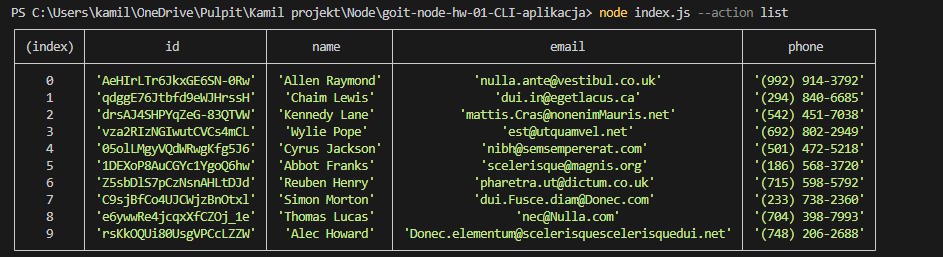 PS C:\Users\kamil\OneDrive\Pulpit\Kamil projekt\Node\goit-node-hw-01-CLI-aplikacja> node index.js --action list
(index) id name email phone
0 'AeHIrLTr6JkxGE6SN-0Rw' 'Allen Raymond' 'nulla.ante@vestibul.co.uk' '(992) 914-3792'
1 'qdggE76Jtbfd9eWJHrssH' 'Chaim Lewis' 'dui.in@egetlacus.ca' '(294) 840-6685'
2 'drsAJ4SHPYqZeG-83QTVW' 'Kennedy Lane' 'mattis.Cras@nonenimMauris.net' '(542) 451-7038'
3 'vza2RIzNGIwutCVCs4mCL' 'Wylie Pope' 'est@utquamvel.net' '(692) 802-2949'
4 '05olLMgyVQdWRwgKfg5J6' 'Cyrus Jackson' 'nibh@semsempererat.com' '(501) 472-5218'
5 '1DEXoP8AuCGYc1YgoQ6hw' 'Abbot Franks' 'scelerisque@magnis.org' '(186) 568-3720'
6 'Z5sbDlS7pCzNsnAHLtDJd' 'Reuben Henry' 'pharetra.ut@dictum.co.uk' '(715) 598-5792'
7 'C9sjBfCo4UJCWjzBnOtxl' 'Simon Morton' 'dui.Fusce.diam@Donec.com' '(233) 738-2360'
8 'e6ywwRe4jcqxXfCZOj_1e' 'Thomas Lucas' 'nec@Nulla.com' '(704) 398-7993'
9 'rsKkOQUi80UsgVPCcLZZW' 'Alec Howard' 'Donec.elementum@scelerisquescelerisquedui.net' '(748) 206-2688'